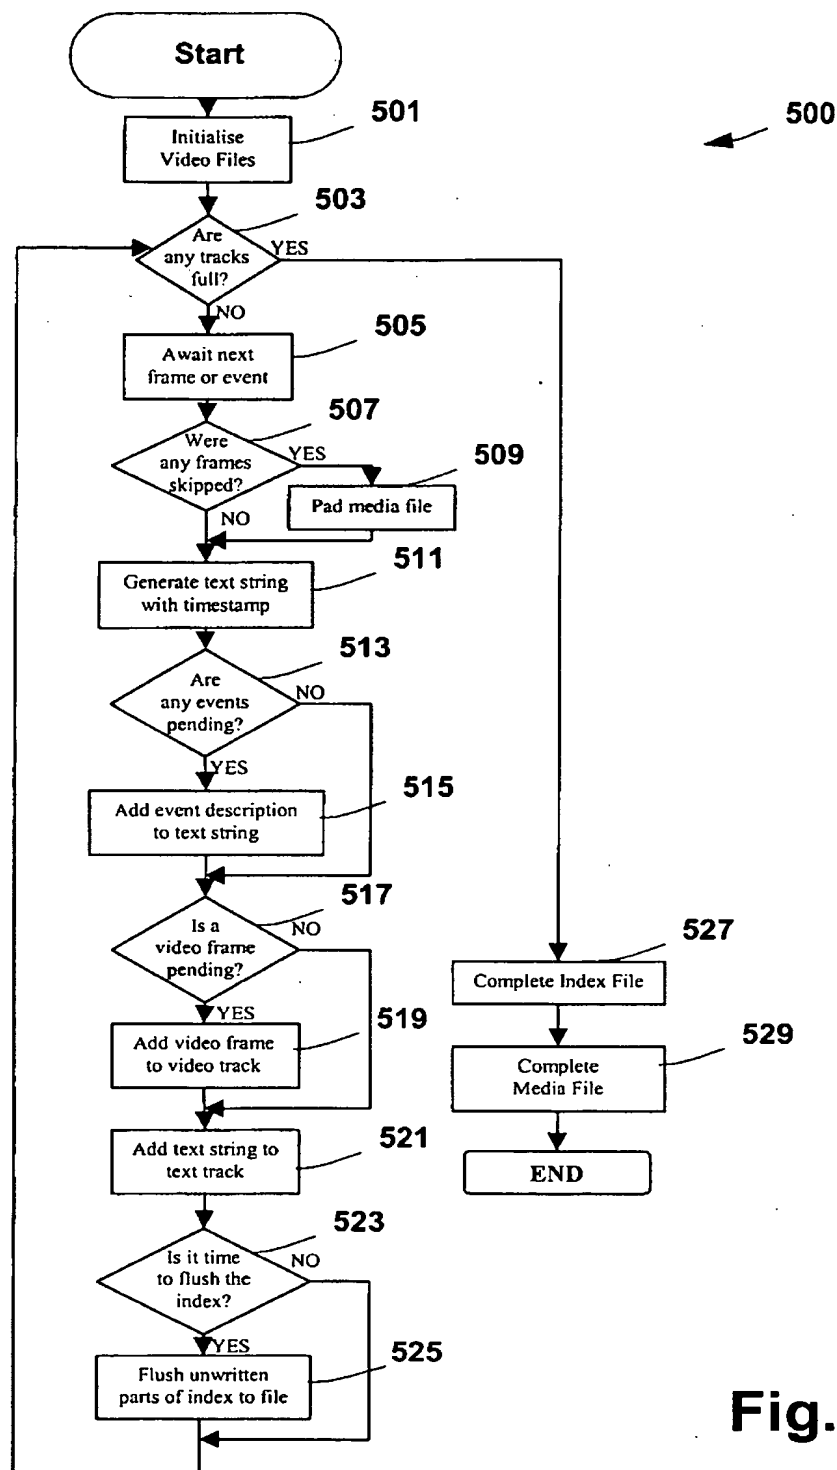 Start
501
500
Initialise
Video Files
503
Are
any tracks
full?
YES
NO
505
Await next
frame or event
507
Were
any frames
skipped?
YES
509
Pad media file
NO
511
Generate text string
with timestamp
513
Are
any events
pending?
NO
YES
515
Add event description
to text string
517
Is a
video frame
pending?
NO
527
Complete Index File
YES
519
Add video frame
to video track
529
Complete
Media File
521
Add text string to
text track
END
523
Is it time
to flush the
index?
NO
YES
525
Flush unwritten
parts of index to file
Fig.